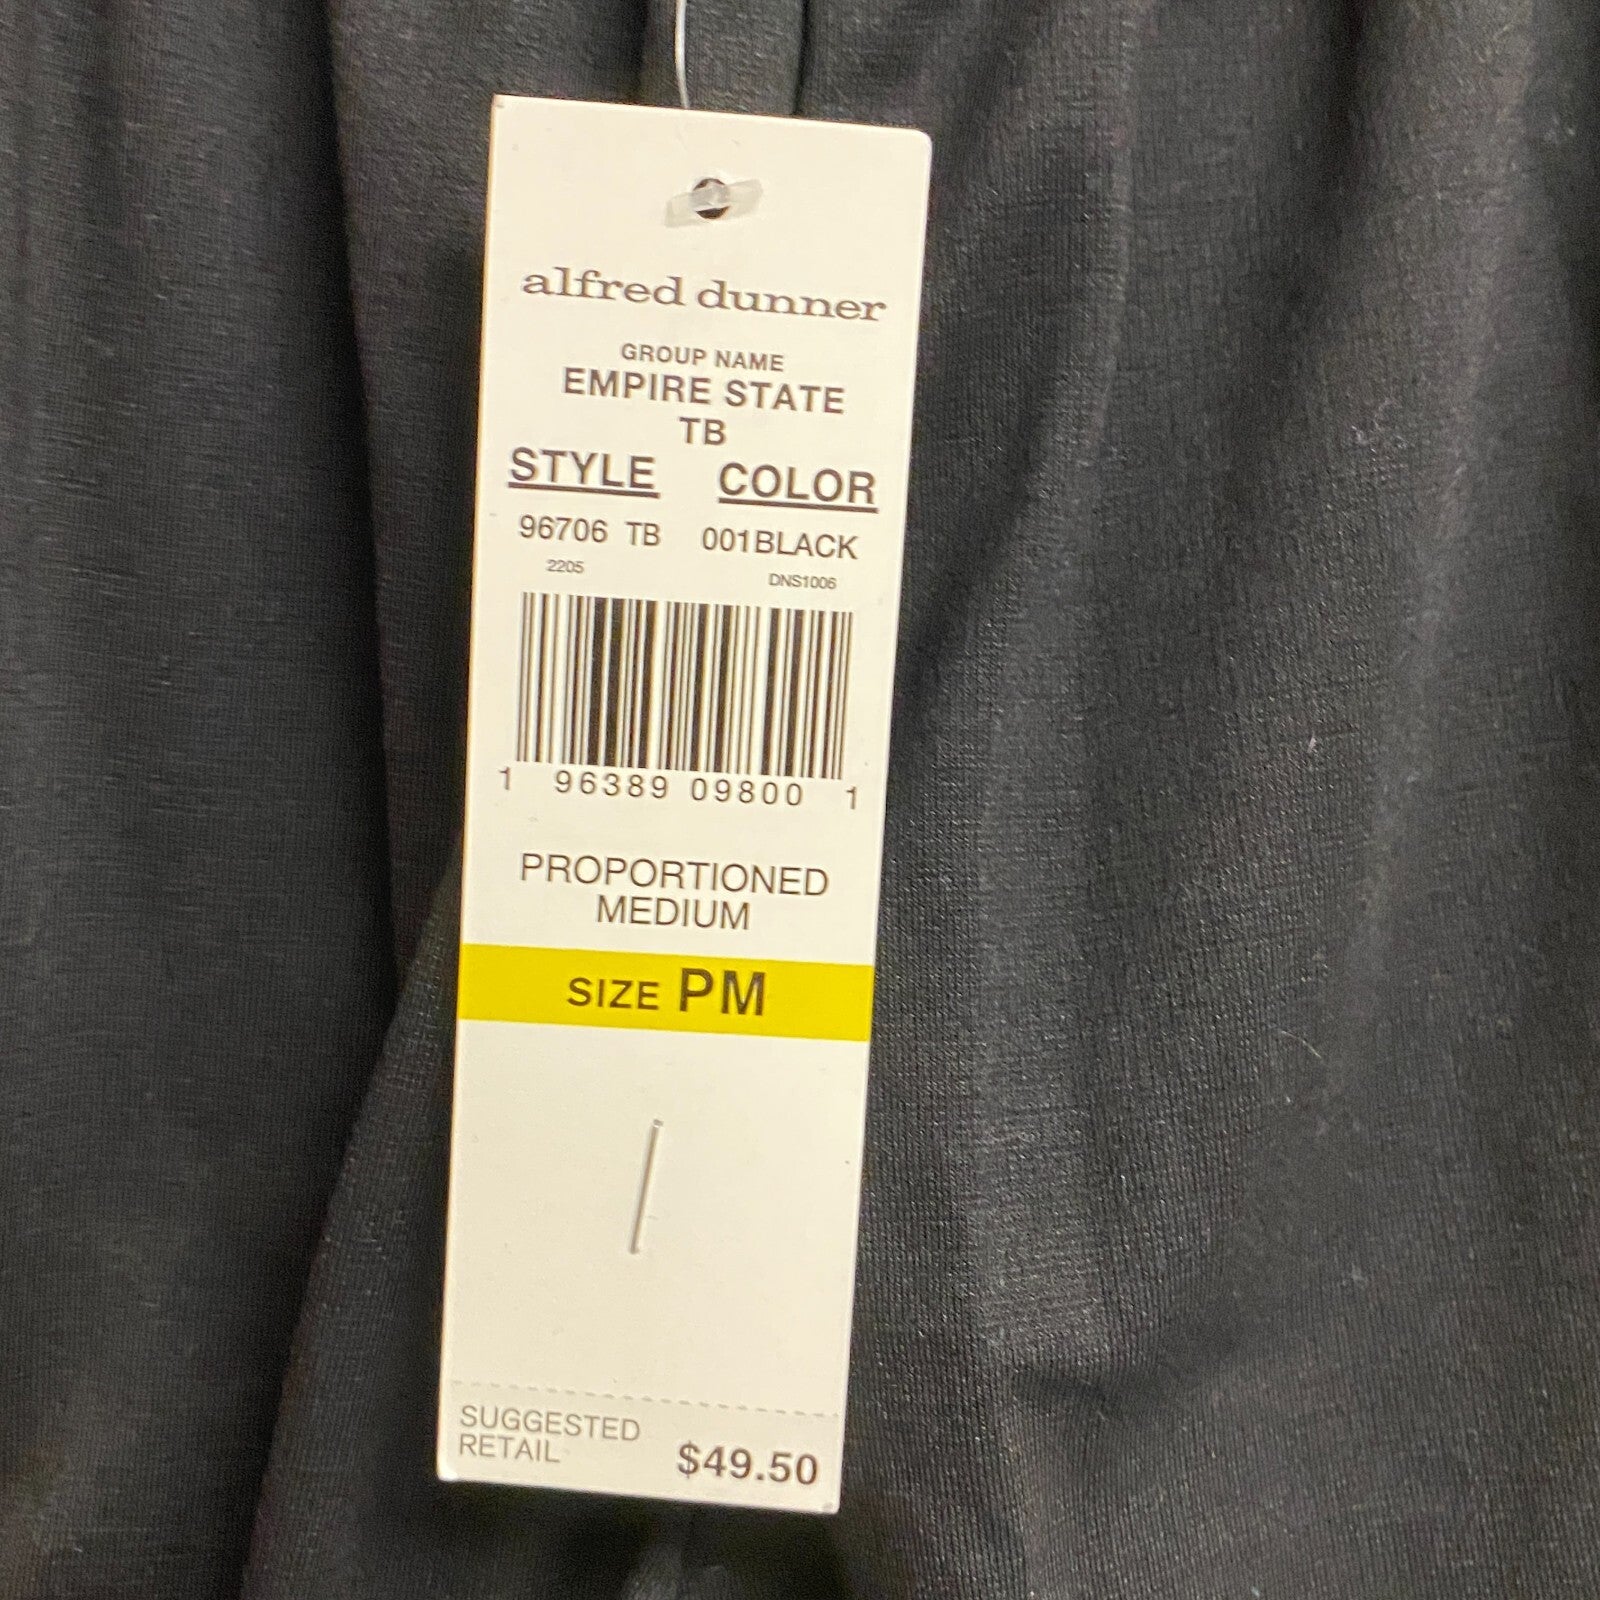 alfred dunner
GROUP NAME
EMPIRE STATE
TB
STYLE COLOR
96706 TB 001BLACK
2205 DNS1006
1 96389 09800 1
PROPORTIONED
MEDIUM
SIZE PM
SUGGESTED
RETAIL $49.50